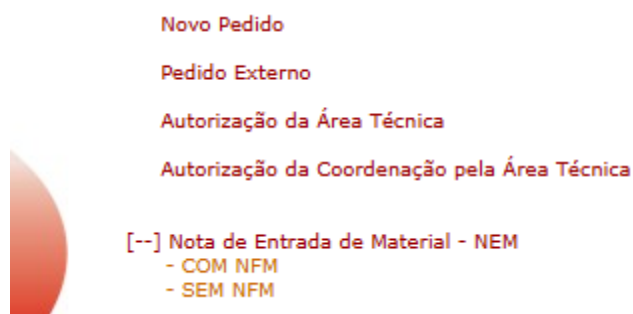 Novo Pedido
Pedido Externo
Autorização da Área Técnica
Autorização da Coordenação pela Área Técnica
[--] Nota de Entrada de Material - NEM
- COM NFM
- SEM NFM